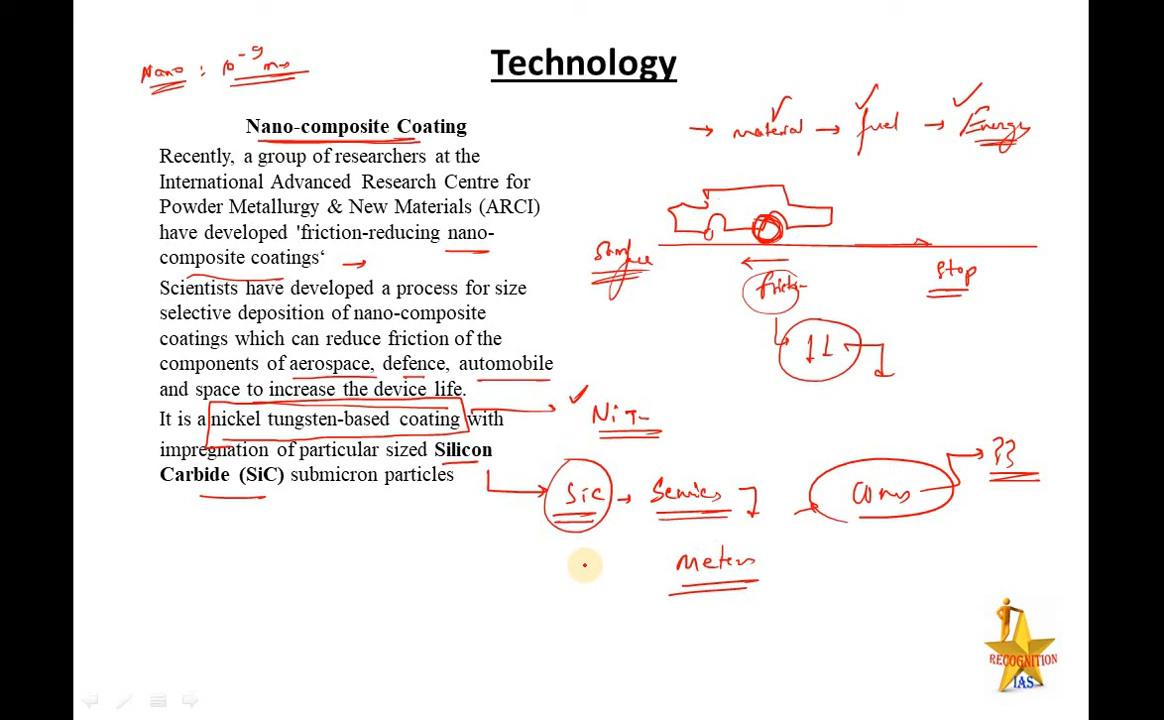 Technology
Nano : 10-9 m
Nano-composite Coating
Recently, a group of researchers at the
International Advanced Research Centre for
Powder Metallurgy & New Materials (ARCI)
have developed 'friction-reducing nano-
composite coatings‘
Scientists have developed a process for size
selective deposition of nano-composite
coatings which can reduce friction of the
components of aerospace, defence, automobile
and space to increase the device life.
It is a nickel tungsten-based coating with
impregnation of particular sized Silicon
Carbide (SiC) submicron particles
→ material → fuel → Energy
Surface
Stop
SiC →
??
RECOGNITION
IAS